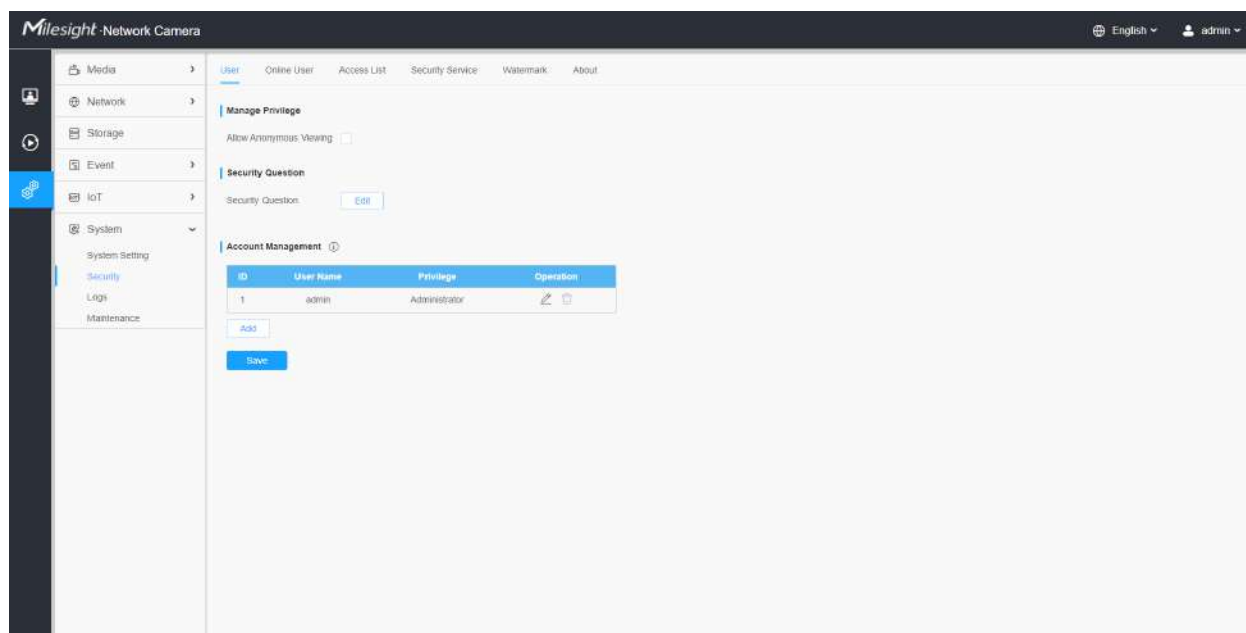 Milesight -Network Camera
English
admin
Media
Network
Storage
Event
IoT
System
System Setting
Security
Logs
Maintenance
User Online User Access List Security Service Watermark About
Manage Privilege
Allow Anonymous Viewing
Security Question
Security Question Edit
Account Management
ID User Name Privilege Operation
1 admin Administrator
Add
Save